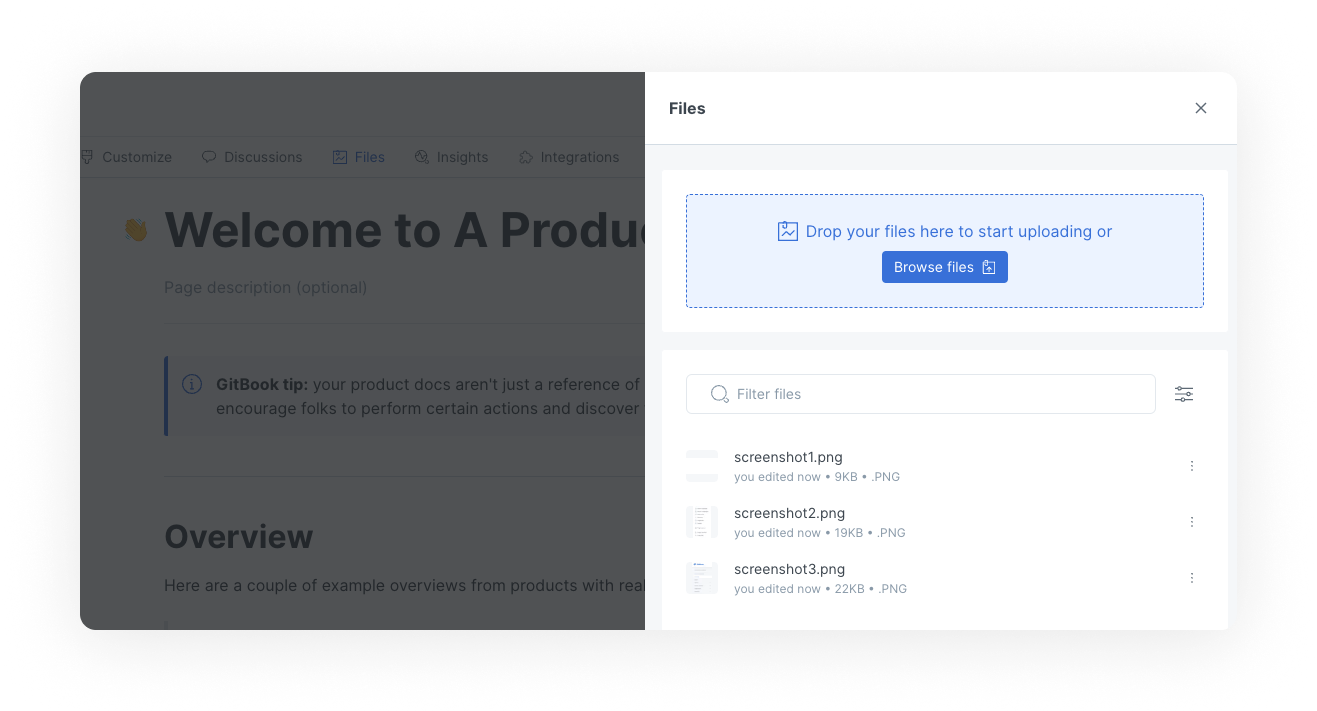 Customize Discussions Files Insights Integrations
Welcome to A Produ
Page description (optional)
GitBook tip: your product docs aren't just a reference of
encourage folks to perform certain actions and discover
Overview
Here are a couple of example overviews from products with real
Files
Drop your files here to start uploading or
Browse files
Filter files
screenshot1.png
you edited now • 9KB • .PNG
screenshot2.png
you edited now • 19KB • .PNG
screenshot3.png
you edited now • 22KB • .PNG